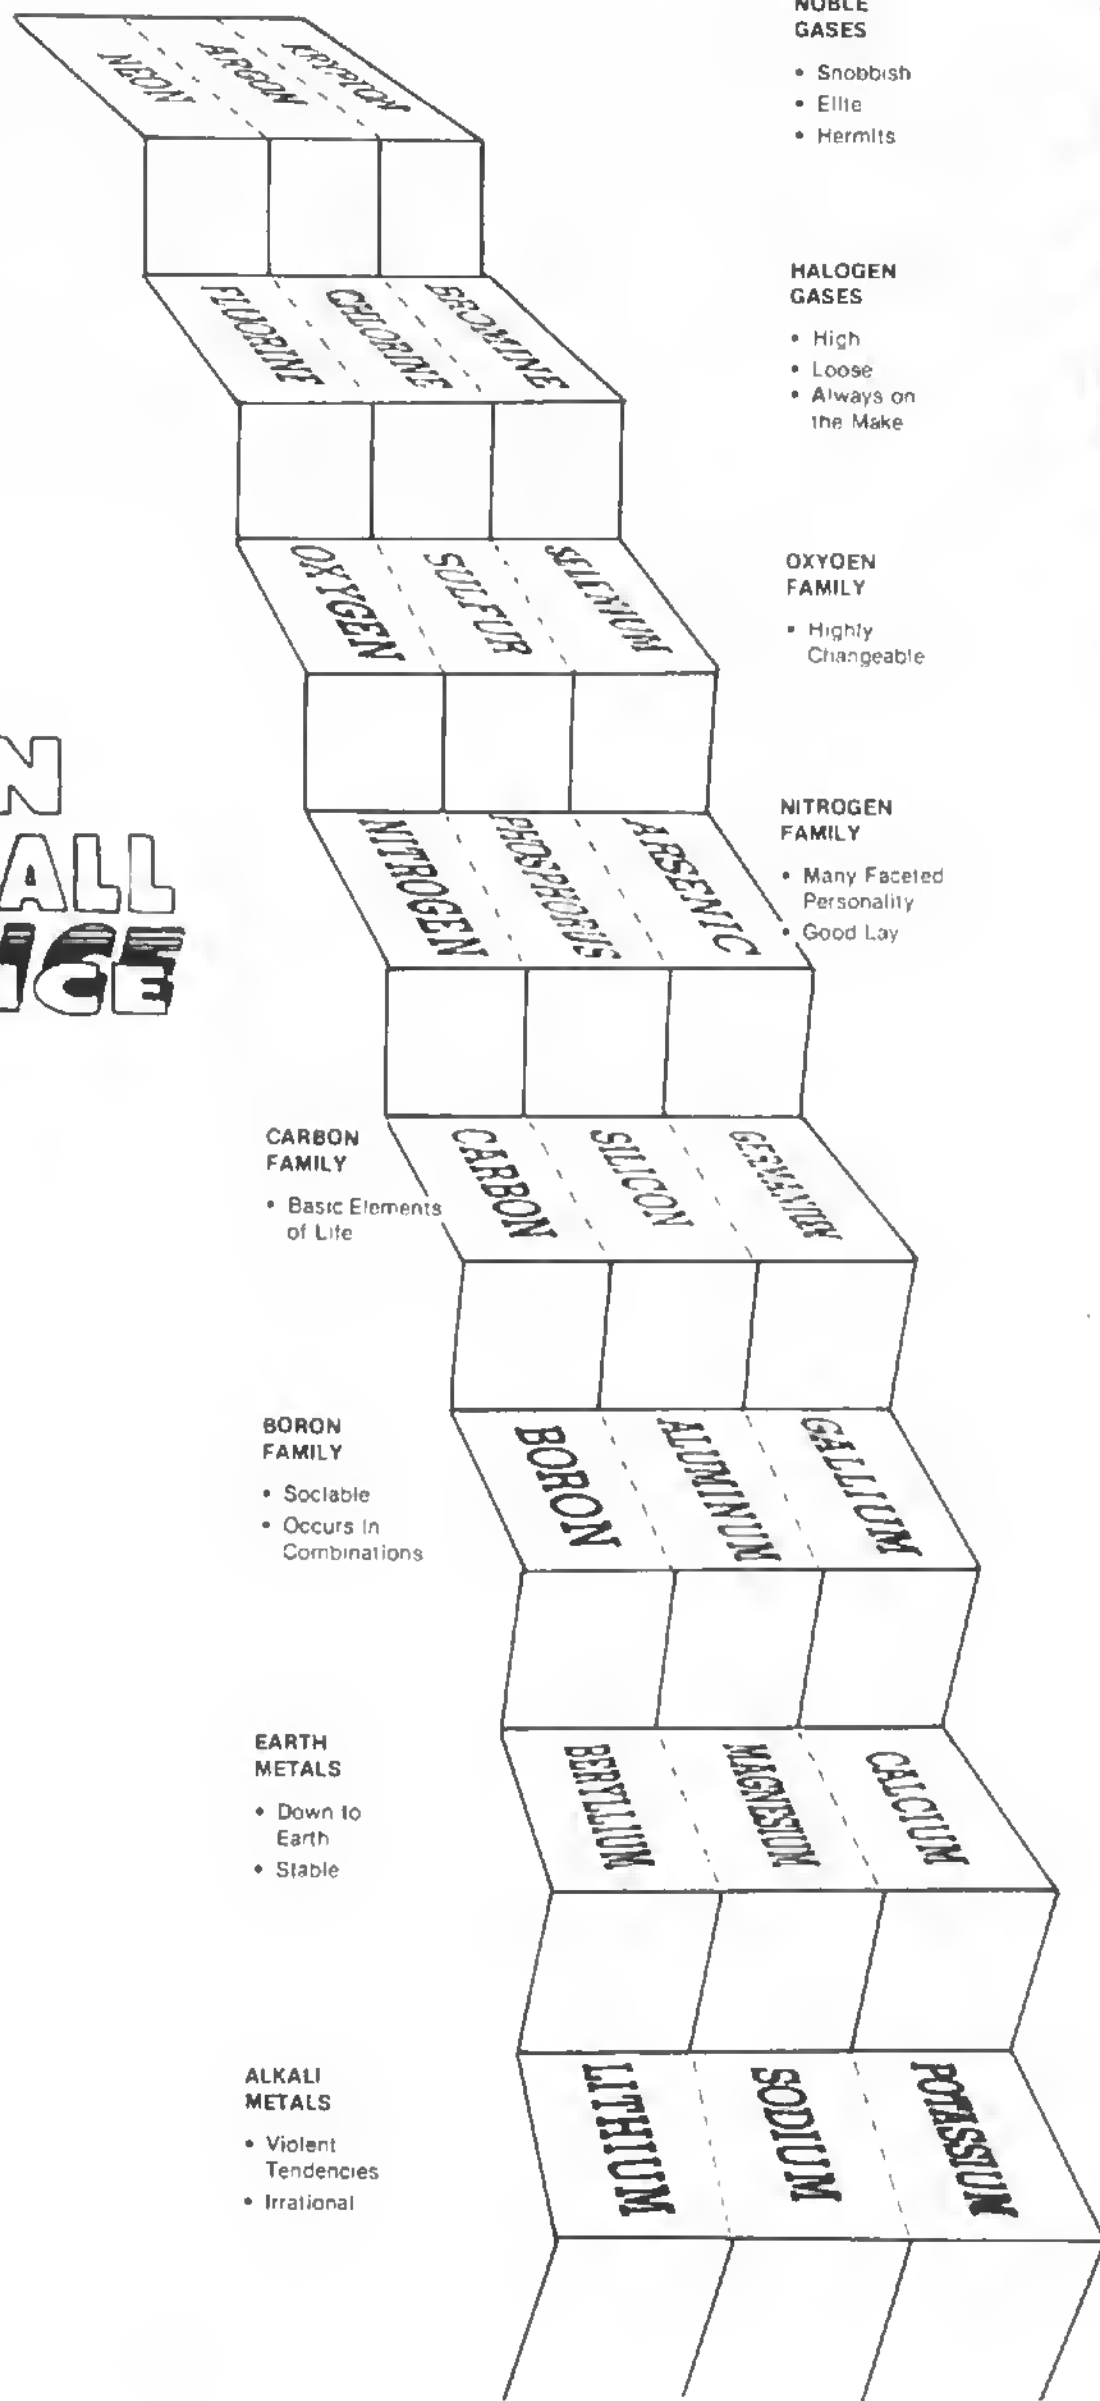 NOBLE
GASES
• Snobbish
• Elite
• Hermits
NEON
ARGON
KRYPTON
HALOGEN
GASES
• High
• Loose
• Always on
the Make
FLUORINE
CHLORINE
BROMINE
OXYGEN
FAMILY
• Highly
Changeable
OXYGEN
SULFUR
SELENIUM
N
ALL
ICE
NITROGEN
FAMILY
• Many Faceted
Personality
• Good Lay
NITROGEN
PHOSPHORUS
ARSENIC
CARBON
FAMILY
• Basic Elements
of Life
CARBON
SILICON
GERMANIUM
BORON
FAMILY
• Sociable
• Occurs in
Combinations
BORON
ALUMINUM
GALLIUM
EARTH
METALS
• Down to
Earth
• Stable
BERYLLIUM
MAGNESIUM
CALCIUM
ALKALI
METALS
• Violent
Tendencies
• Irrational
LITHIUM
SODIUM
POTASSIUM